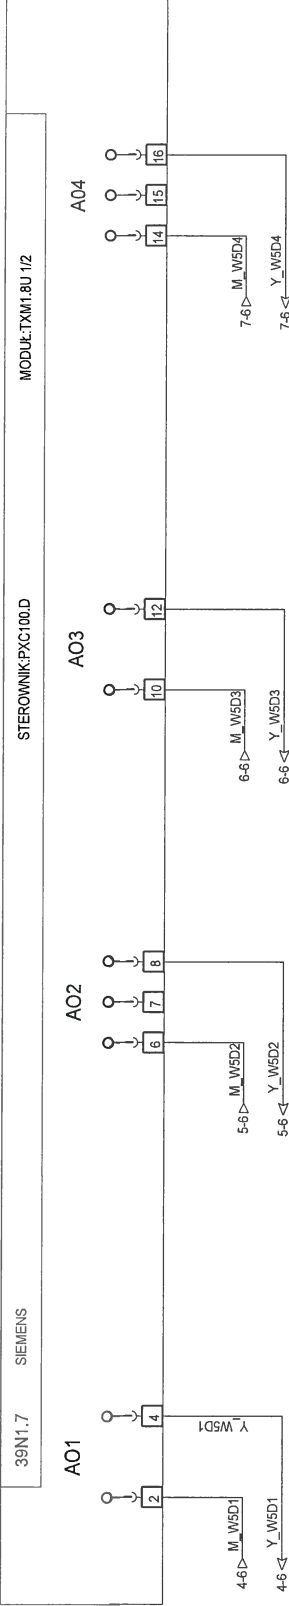 39N1.7 SIEMENS STEROWNIK:PXC100.D MODUŁ:TXM1.8U 1/2
AO1 AO2 AO3 A04
2 4 6 7 8 10 12 14 15 16
Y_W5D1
4-6 M_W5D1 5-6 M_W5D2 6-6 M_W5D3 7-6 M_W5D4
4-6 Y_W5D1 5-6 Y_W5D2 6-6 Y_W5D3 7-6 Y_W5D4